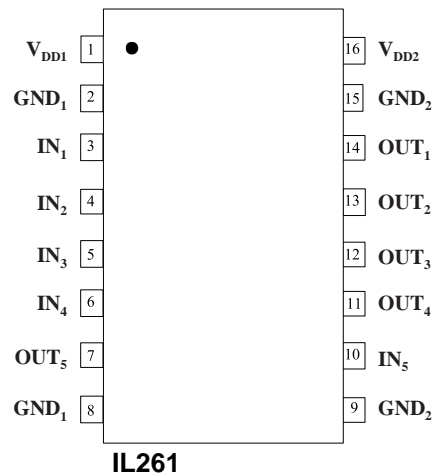 V_DD1 1 16 V_DD2
GND_1 2 15 GND_2
IN_1 3 14 OUT_1
IN_2 4 13 OUT_2
IN_3 5 12 OUT_3
IN_4 6 11 OUT_4
OUT_5 7 10 IN_5
GND_1 8 9 GND_2
IL261